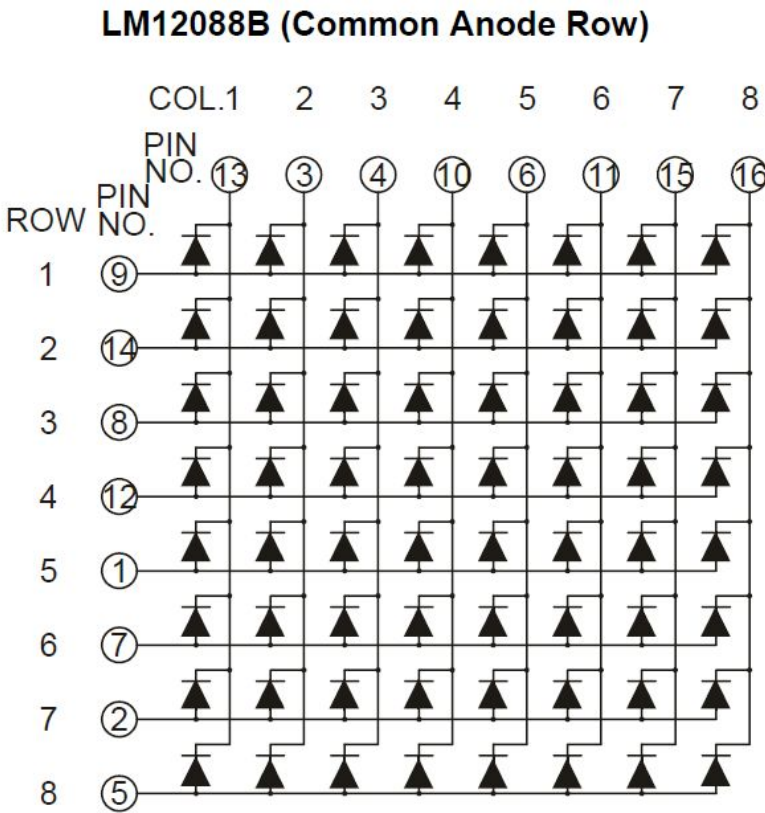 LM12088B (Common Anode Row)
COL.1 2 3 4 5 6 7 8
PIN
NO. 13 3 4 10 6 11 15 16
PIN
ROW NO.
1 9
2 14
3 8
4 12
5 1
6 7
7 2
8 5